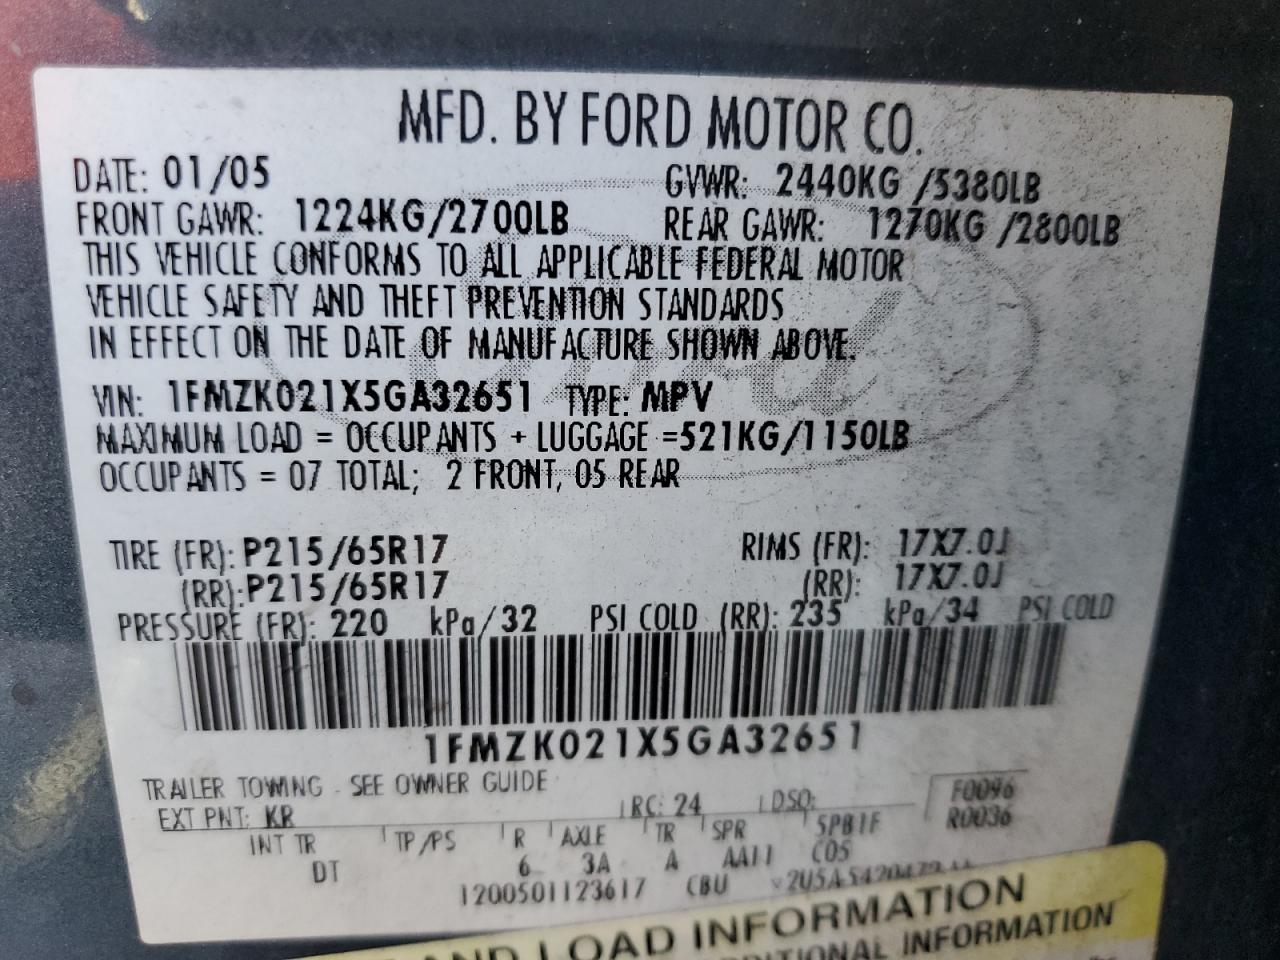 MFD. BY FORD MOTOR CO.
DATE: 01/05 GVWR: 2440KG /5380LB
FRONT GAWR: 1224KG/2700LB REAR GAWR: 1270KG /2800LB
THIS VEHICLE CONFORMS TO ALL APPLICABLE FEDERAL MOTOR
VEHICLE SAFETY AND THEFT PREVENTION STANDARDS
IN EFFECT ON THE DATE OF MANUFACTURE SHOWN ABOVE.
VIN: 1FMZK021X5GA32651 TYPE: MPV
MAXIMUM LOAD = OCCUPANTS + LUGGAGE =521KG/1150LB
OCCUPANTS = 07 TOTAL; 2 FRONT, 05 REAR
TIRE (FR): P215/65R17 RIMS (FR): 17X7.0J
(RR): P215/65R17 (RR): 17X7.0J
PRESSURE (FR): 220 kPa/32 PSI COLD (RR): 235 kPa/34 PSI COLD
1FMZK021X5GA32651
TRAILER TOWING - SEE OWNER GUIDE
EXT PNT: KR RC: 24 DSO: F0096
R0036
INT TR TP/PS R AXLE TR SPR
DT 6 3A A AA11
1200501123617 CBU
AND LOAD INFORMATION
INFORMATION